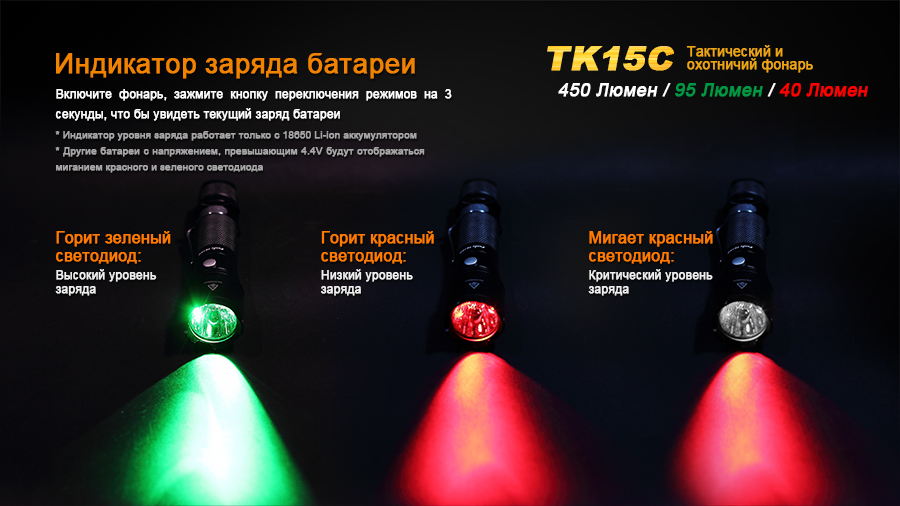 Индикатор заряда батареи
Включите фонарь, зажмите кнопку переключения режимов на 3
секунды, что бы увидеть текущий заряд батареи
* Индикатор уровня заряда работает только с 18650 Li-ion аккумулятором
* Другие батареи с напряжением, превышающим 4.4V будут отображаться
миганием красного и зеленого светодиода
TK15C
Тактический и
охотничий фонарь
450 Люмен / 95 Люмен / 40 Люмен
Горит зеленый
светодиод:
Высокий уровень
заряда
Горит красный
светодиод:
Низкий уровень
заряда
Мигает красный
светодиод:
Критический уровень
заряда